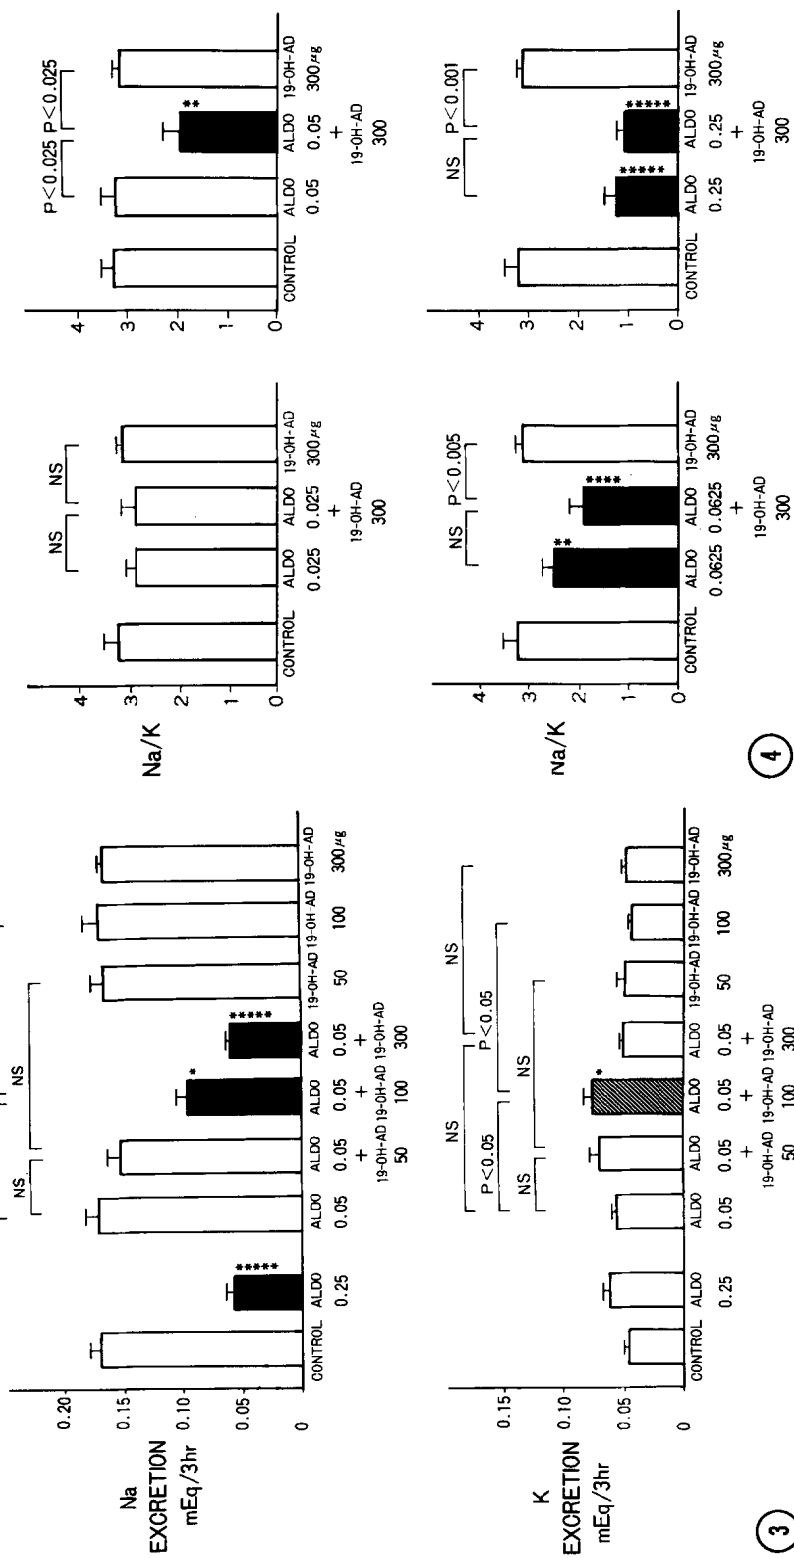 Na
EXCRETION
mEq/3hr
0.20
0.15
0.10
0.05
0
NS
NS
*****
*
*****
CONTROL
ALDO
0.25
ALDO
0.05
ALDO
0.05
+
19-OH-AD
50
ALDO
0.05
+
19-OH-AD
100
ALDO
0.05
+
19-OH-AD
300
19-OH-AD
50
19-OH-AD
100
19-OH-AD
300μg
K
EXCRETION
mEq/3hr
0.15
0.10
0.05
0
NS
NS
P<0.05
P<0.05
NS
NS
*
CONTROL
ALDO
0.25
ALDO
0.05
ALDO
0.05
+
19-OH-AD
50
ALDO
0.05
+
19-OH-AD
100
ALDO
0.05
+
19-OH-AD
300
19-OH-AD
50
19-OH-AD
100
19-OH-AD
300μg
3
Na/K
4
3
2
1
0
NS
NS
CONTROL
ALDO
0.025
ALDO
0.025
+
19-OH-AD
300
19-OH-AD
300μg
4
3
2
1
0
P<0.025
P<0.025
**
CONTROL
ALDO
0.05
ALDO
0.05
+
19-OH-AD
300
19-OH-AD
300μg
Na/K
4
3
2
1
0
NS
P<0.005
**
****
CONTROL
ALDO
0.0625
ALDO
0.0625
+
19-OH-AD
300
19-OH-AD
300μg
4
3
2
1
0
NS
P<0.001
*****
*****
CONTROL
ALDO
0.25
ALDO
0.25
+
19-OH-AD
300
19-OH-AD
300μg
4